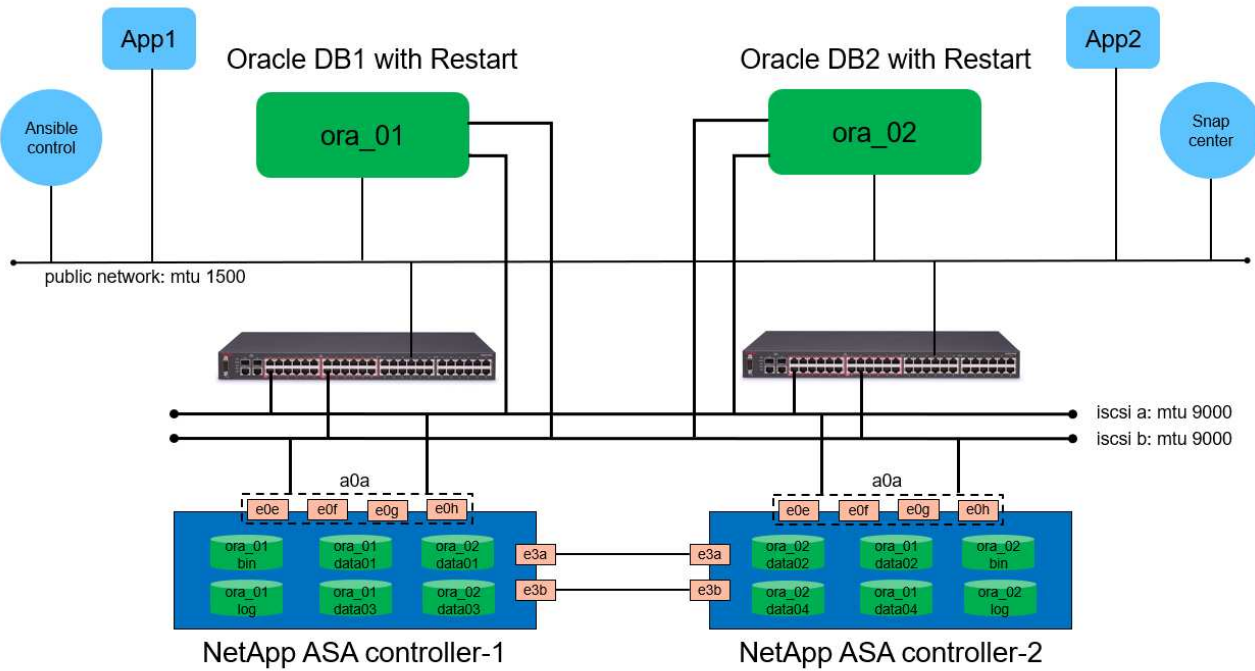 App1
App2
Oracle DB1 with Restart
Oracle DB2 with Restart
Ansible
control
ora_01
ora_02
Snap
center
public network: mtu 1500
iscsi a: mtu 9000
iscsi b: mtu 9000
a0a
a0a
e0e
e0f
e0g
e0h
e0e
e0f
e0g
e0h
ora_01
bin
ora_01
data01
ora_02
data01
e3a
e3a
ora_02
data02
ora_01
data02
ora_02
bin
ora_01
log
ora_01
data03
ora_02
data03
e3b
e3b
ora_02
data04
ora_01
data04
ora_02
log
NetApp ASA controller-1
NetApp ASA controller-2